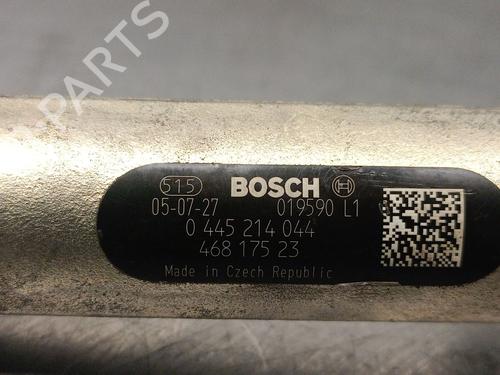 B-PARTS
515 BOSCH
05-07-27 019590 L1
0 445 214 044
468 175 23
Made in Czech Republic